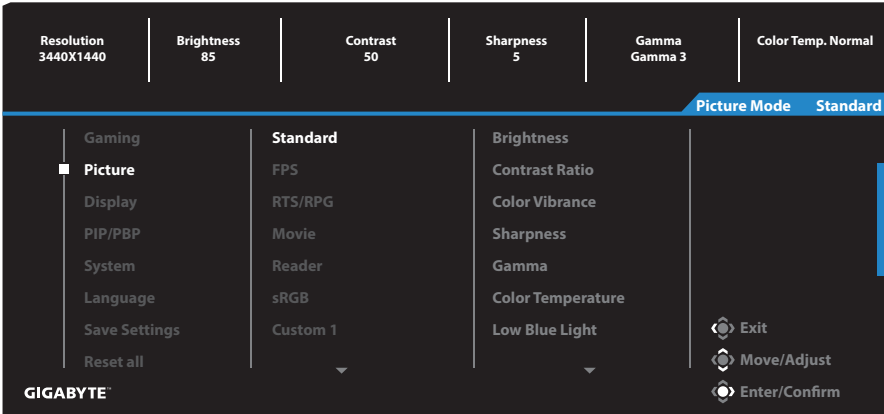 Resolution
3440X1440
Brightness
85
Contrast
50
Sharpness
5
Gamma
Gamma 3
Color Temp. Normal
Picture Mode Standard
Gaming
Picture
Display
PIP/PBP
System
Language
Save Settings
Reset all
Standard
FPS
RTS/RPG
Movie
Reader
sRGB
Custom 1
Brightness
Contrast Ratio
Color Vibrance
Sharpness
Gamma
Color Temperature
Low Blue Light
Exit
Move/Adjust
Enter/Confirm
GIGABYTE™